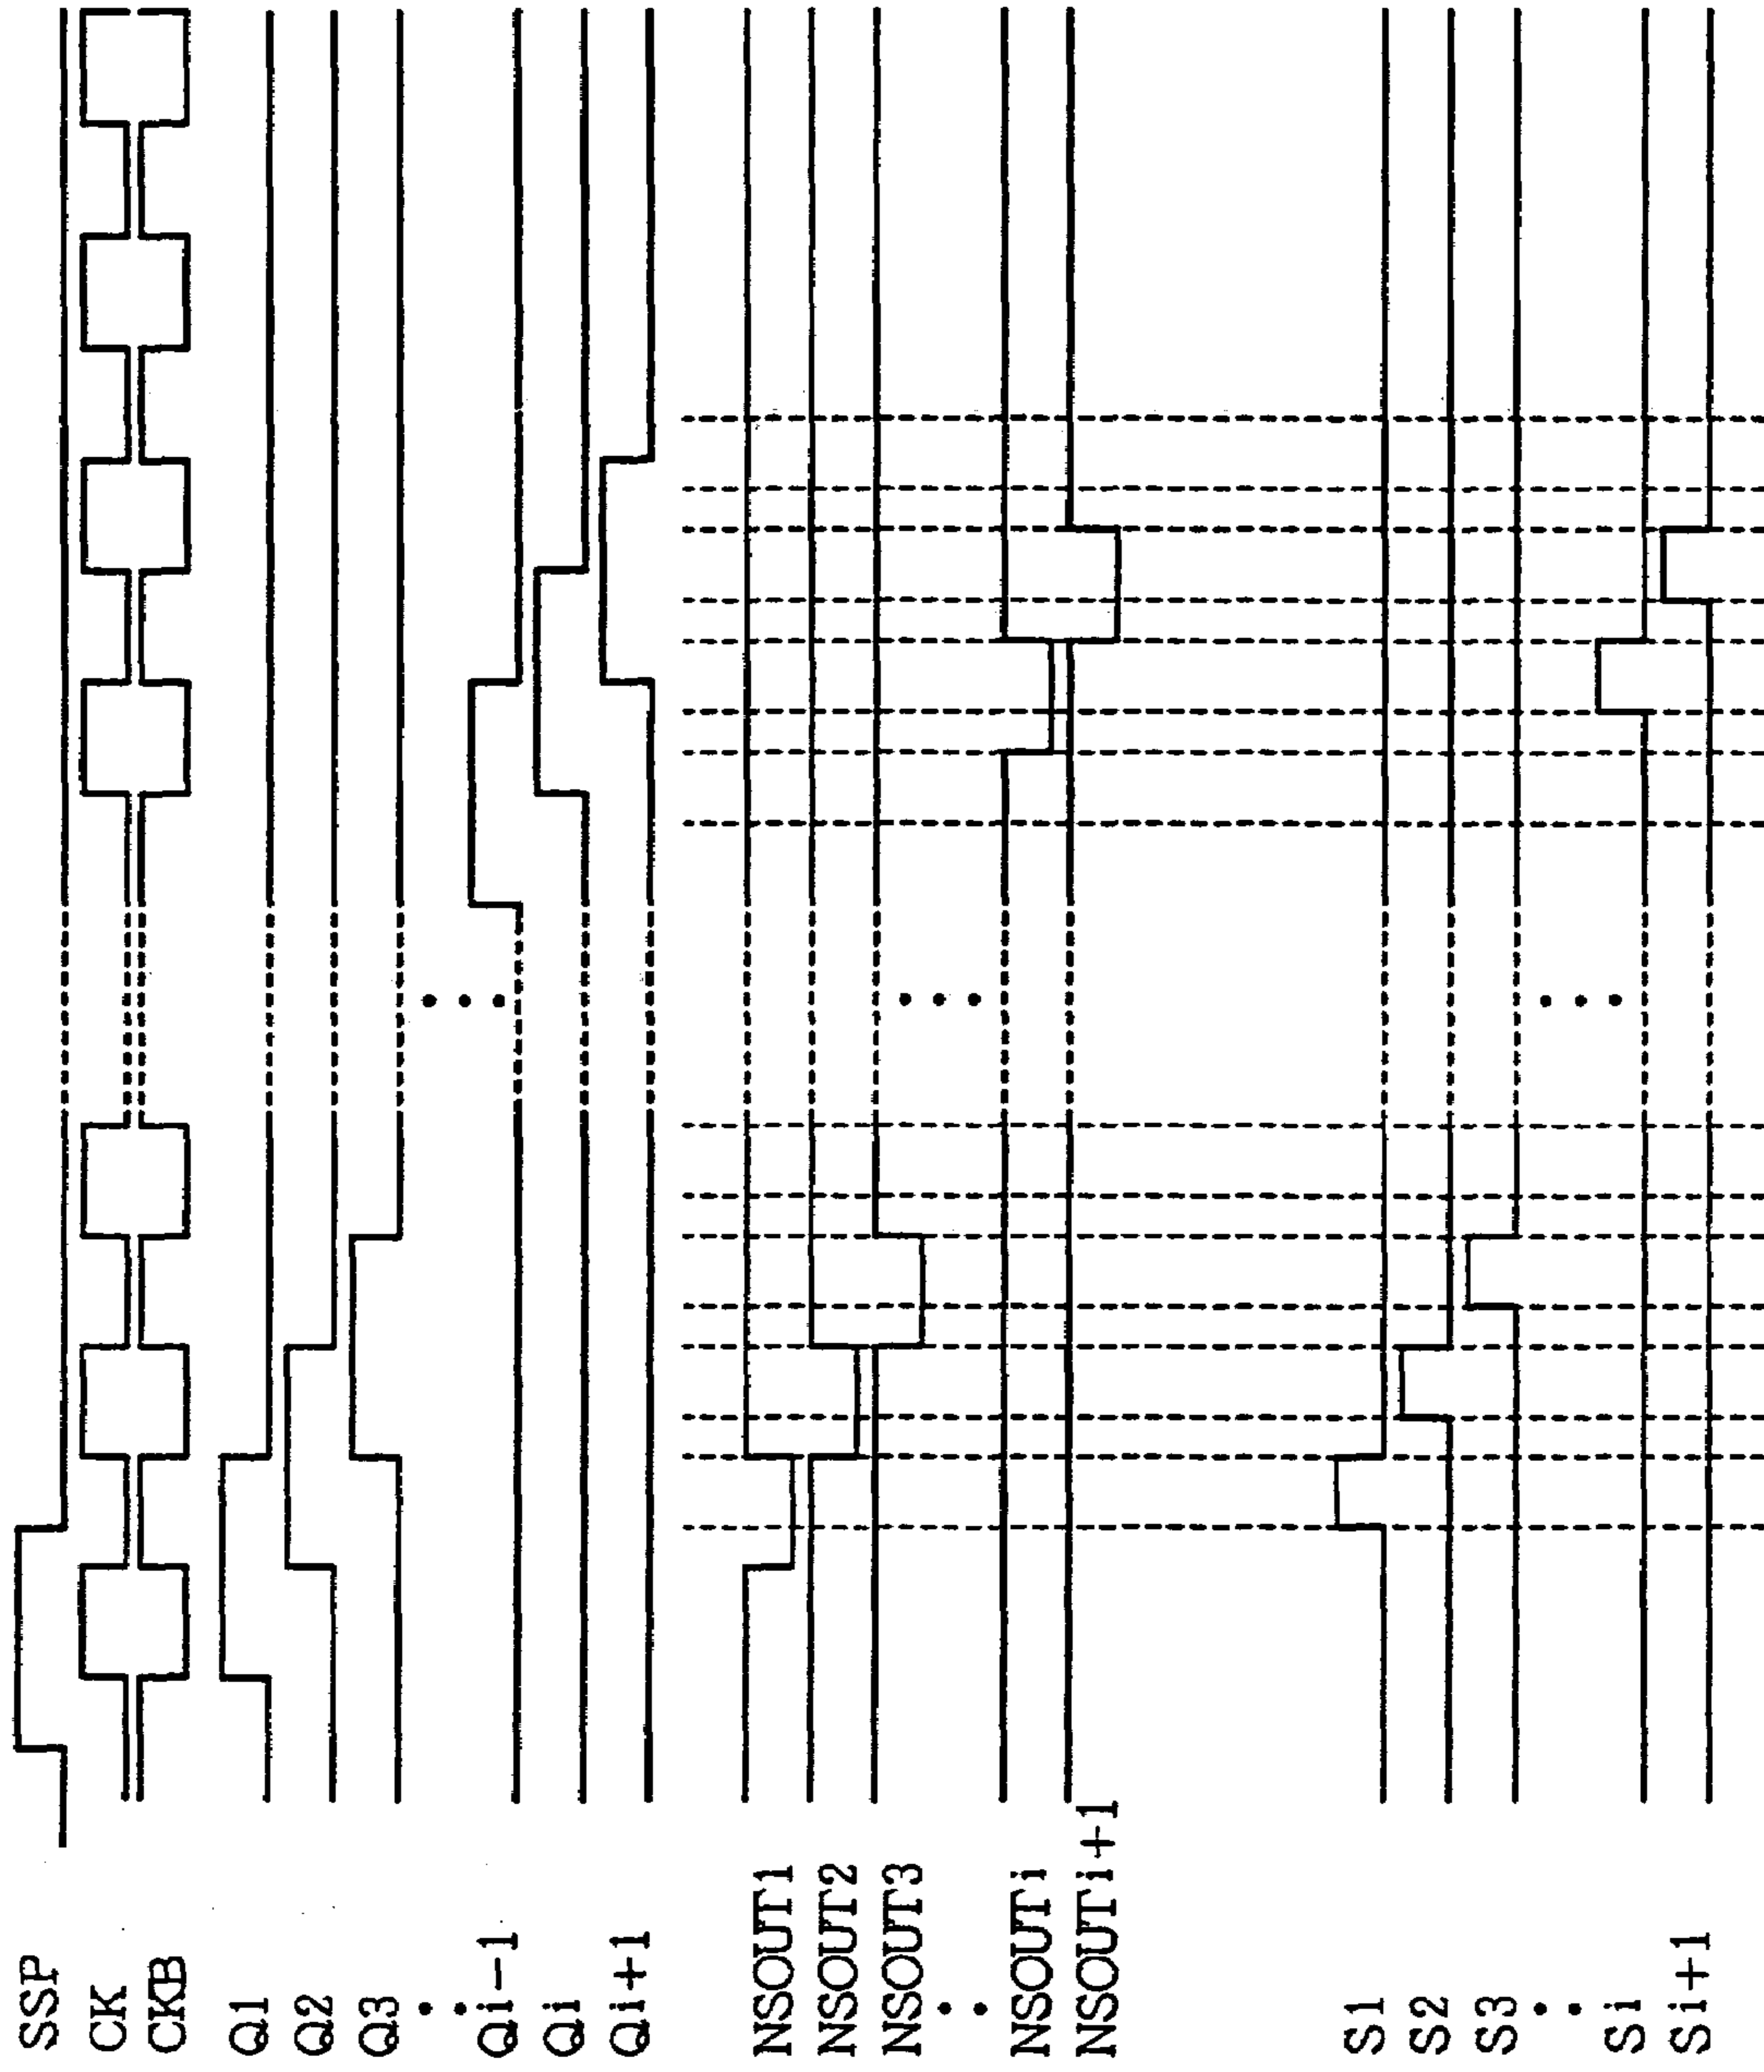 SSP
CK
CKB
Q1
Q2
Q3
Qi-1
Qi
Qi+1
NSOUT1
NSOUT2
NSOUT3
NSOUTi
NSOUTi+1
S1
S2
S3
Si
Si+1